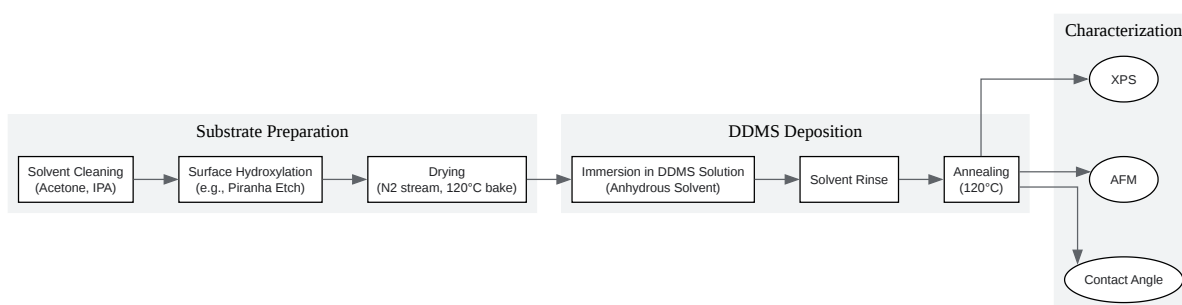 Substrate Preparation
Solvent Cleaning
(Acetone, IPA)
Surface Hydroxylation
(e.g., Piranha Etch)
Drying
(N2 stream, 120°C bake)
DDMS Deposition
Immersion in DDMS Solution
(Anhydrous Solvent)
Solvent Rinse
Annealing
(120°C)
Characterization
XPS
AFM
Contact Angle